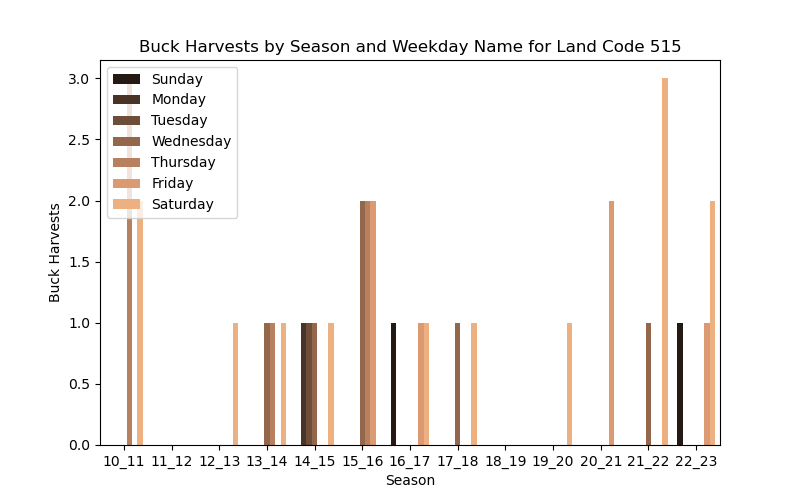 Buck Harvests by Season and Weekday Name for Land Code 515
Sunday
Monday
Tuesday
Wednesday
Thursday
Friday
Saturday
3.0
2.5
2.0
1.5
1.0
0.5
0.0
Buck Harvests
10_11 11_12 12_13 13_14 14_15 15_16 16_17 17_18 18_19 19_20 20_21 21_22 22_23
Season